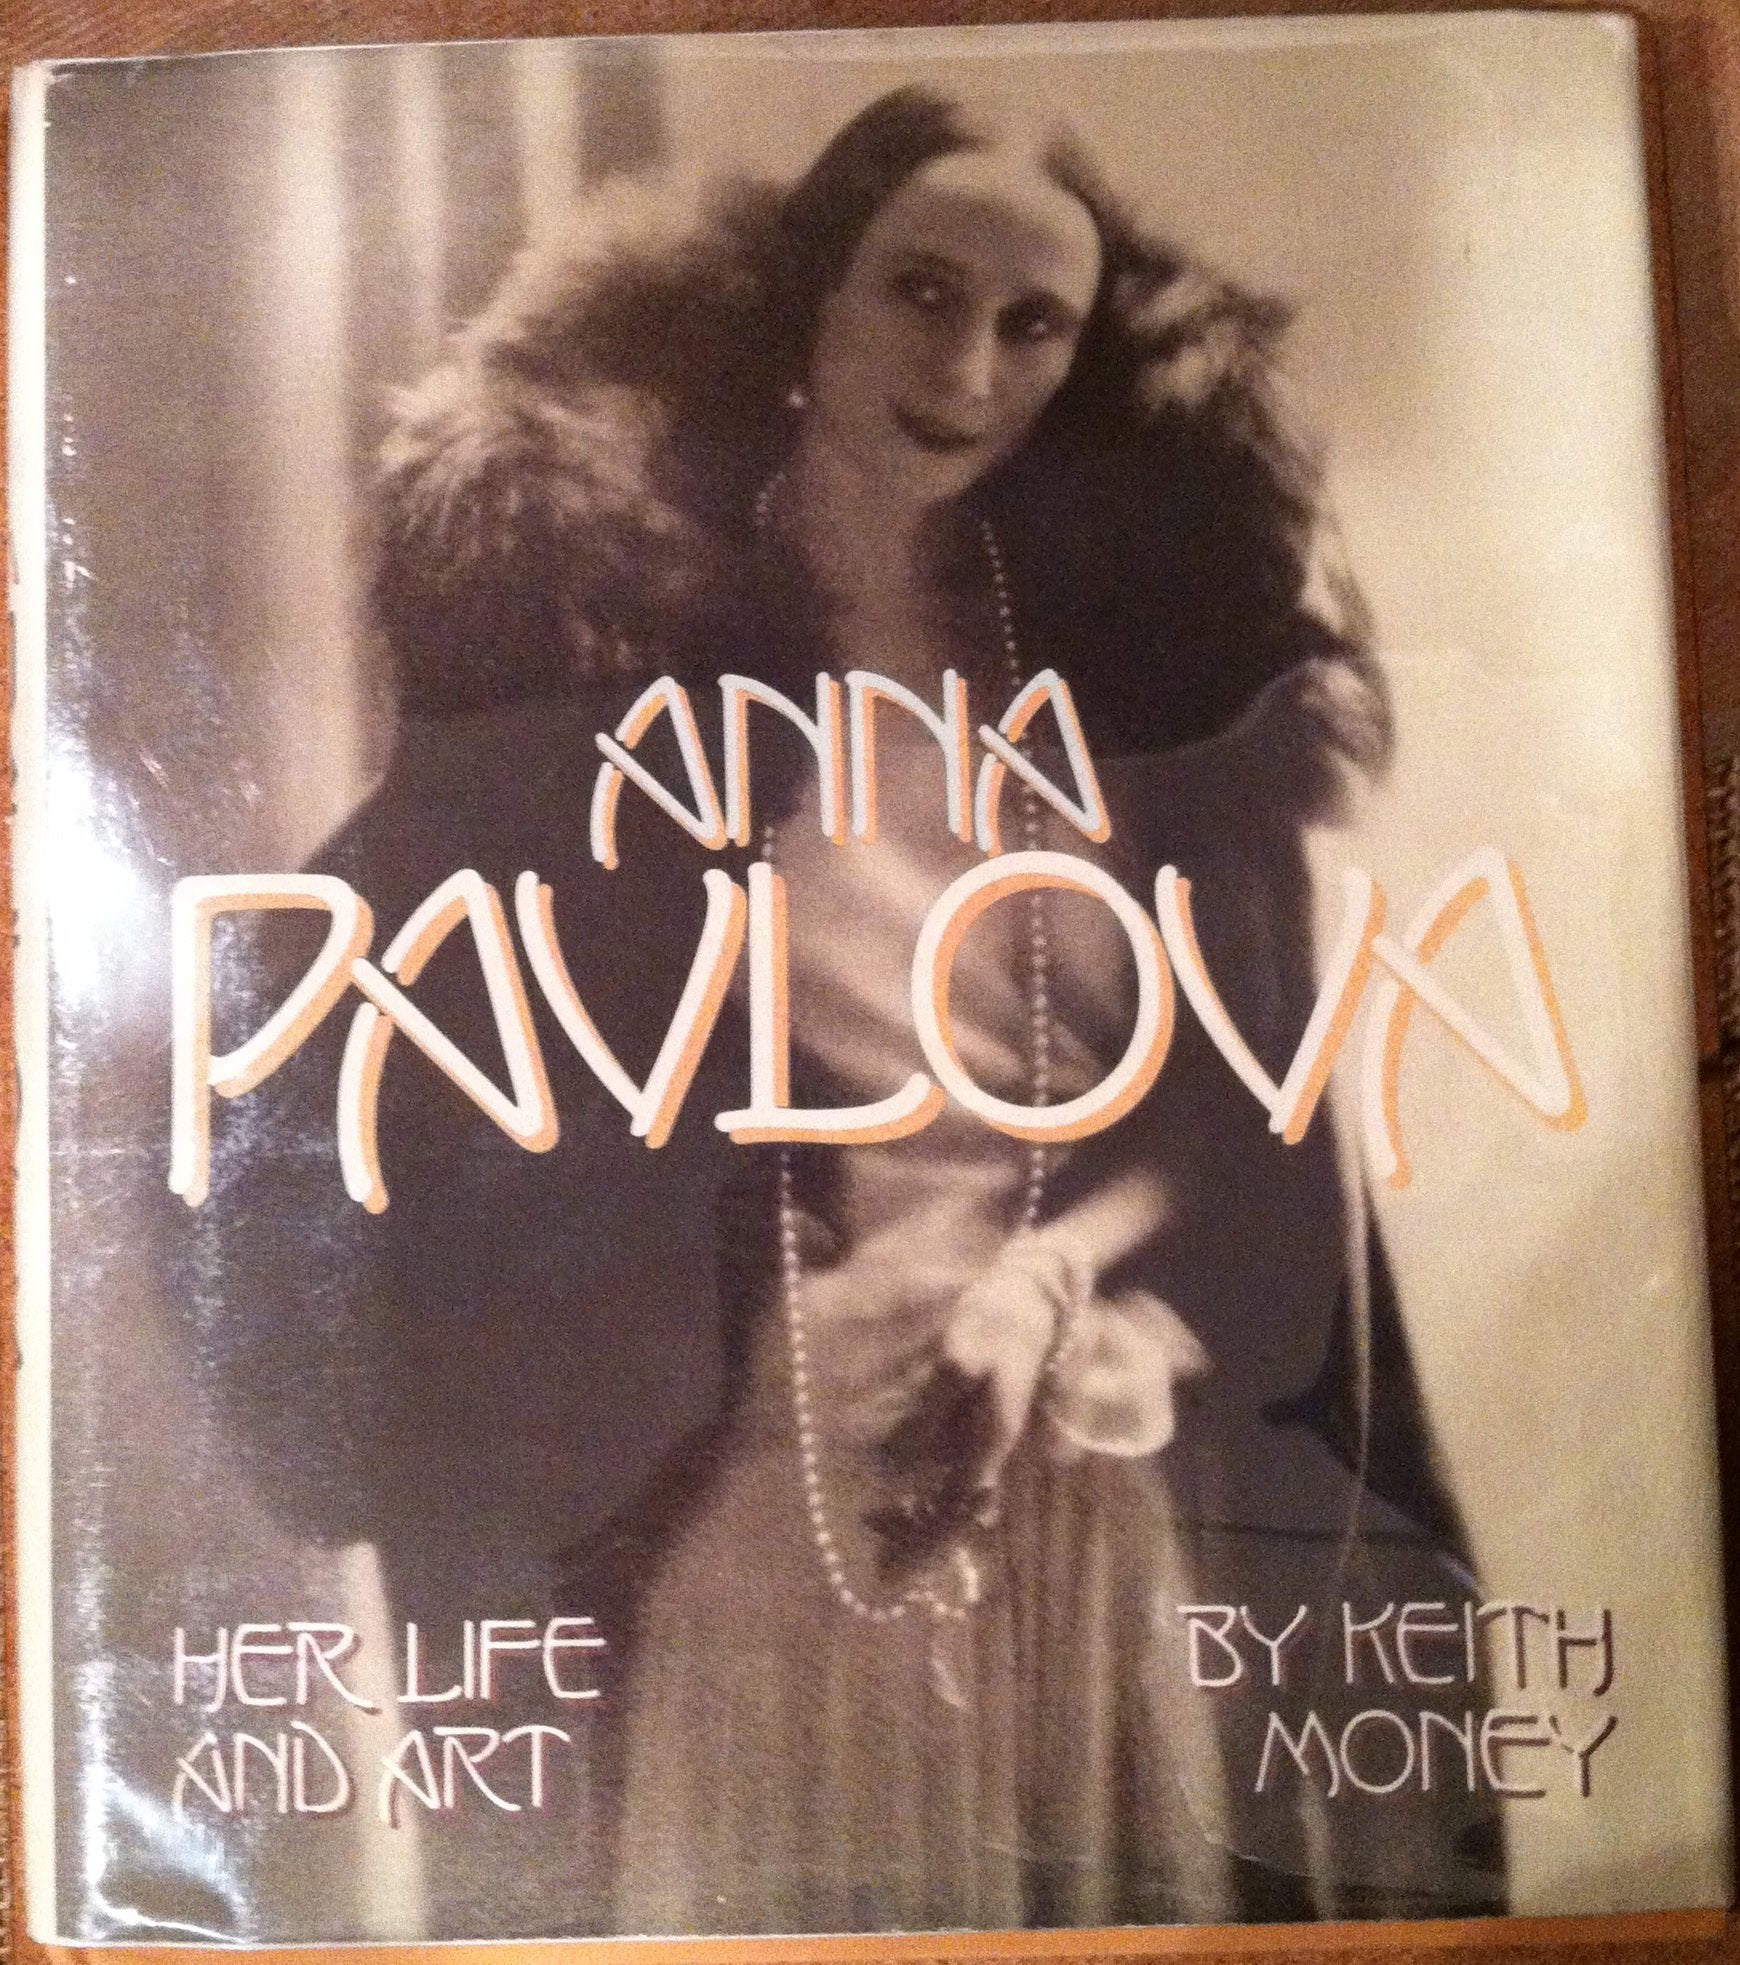 ANNA
PAVLOVA
HER LIFE
AND ART
BY KEITH
MONEY